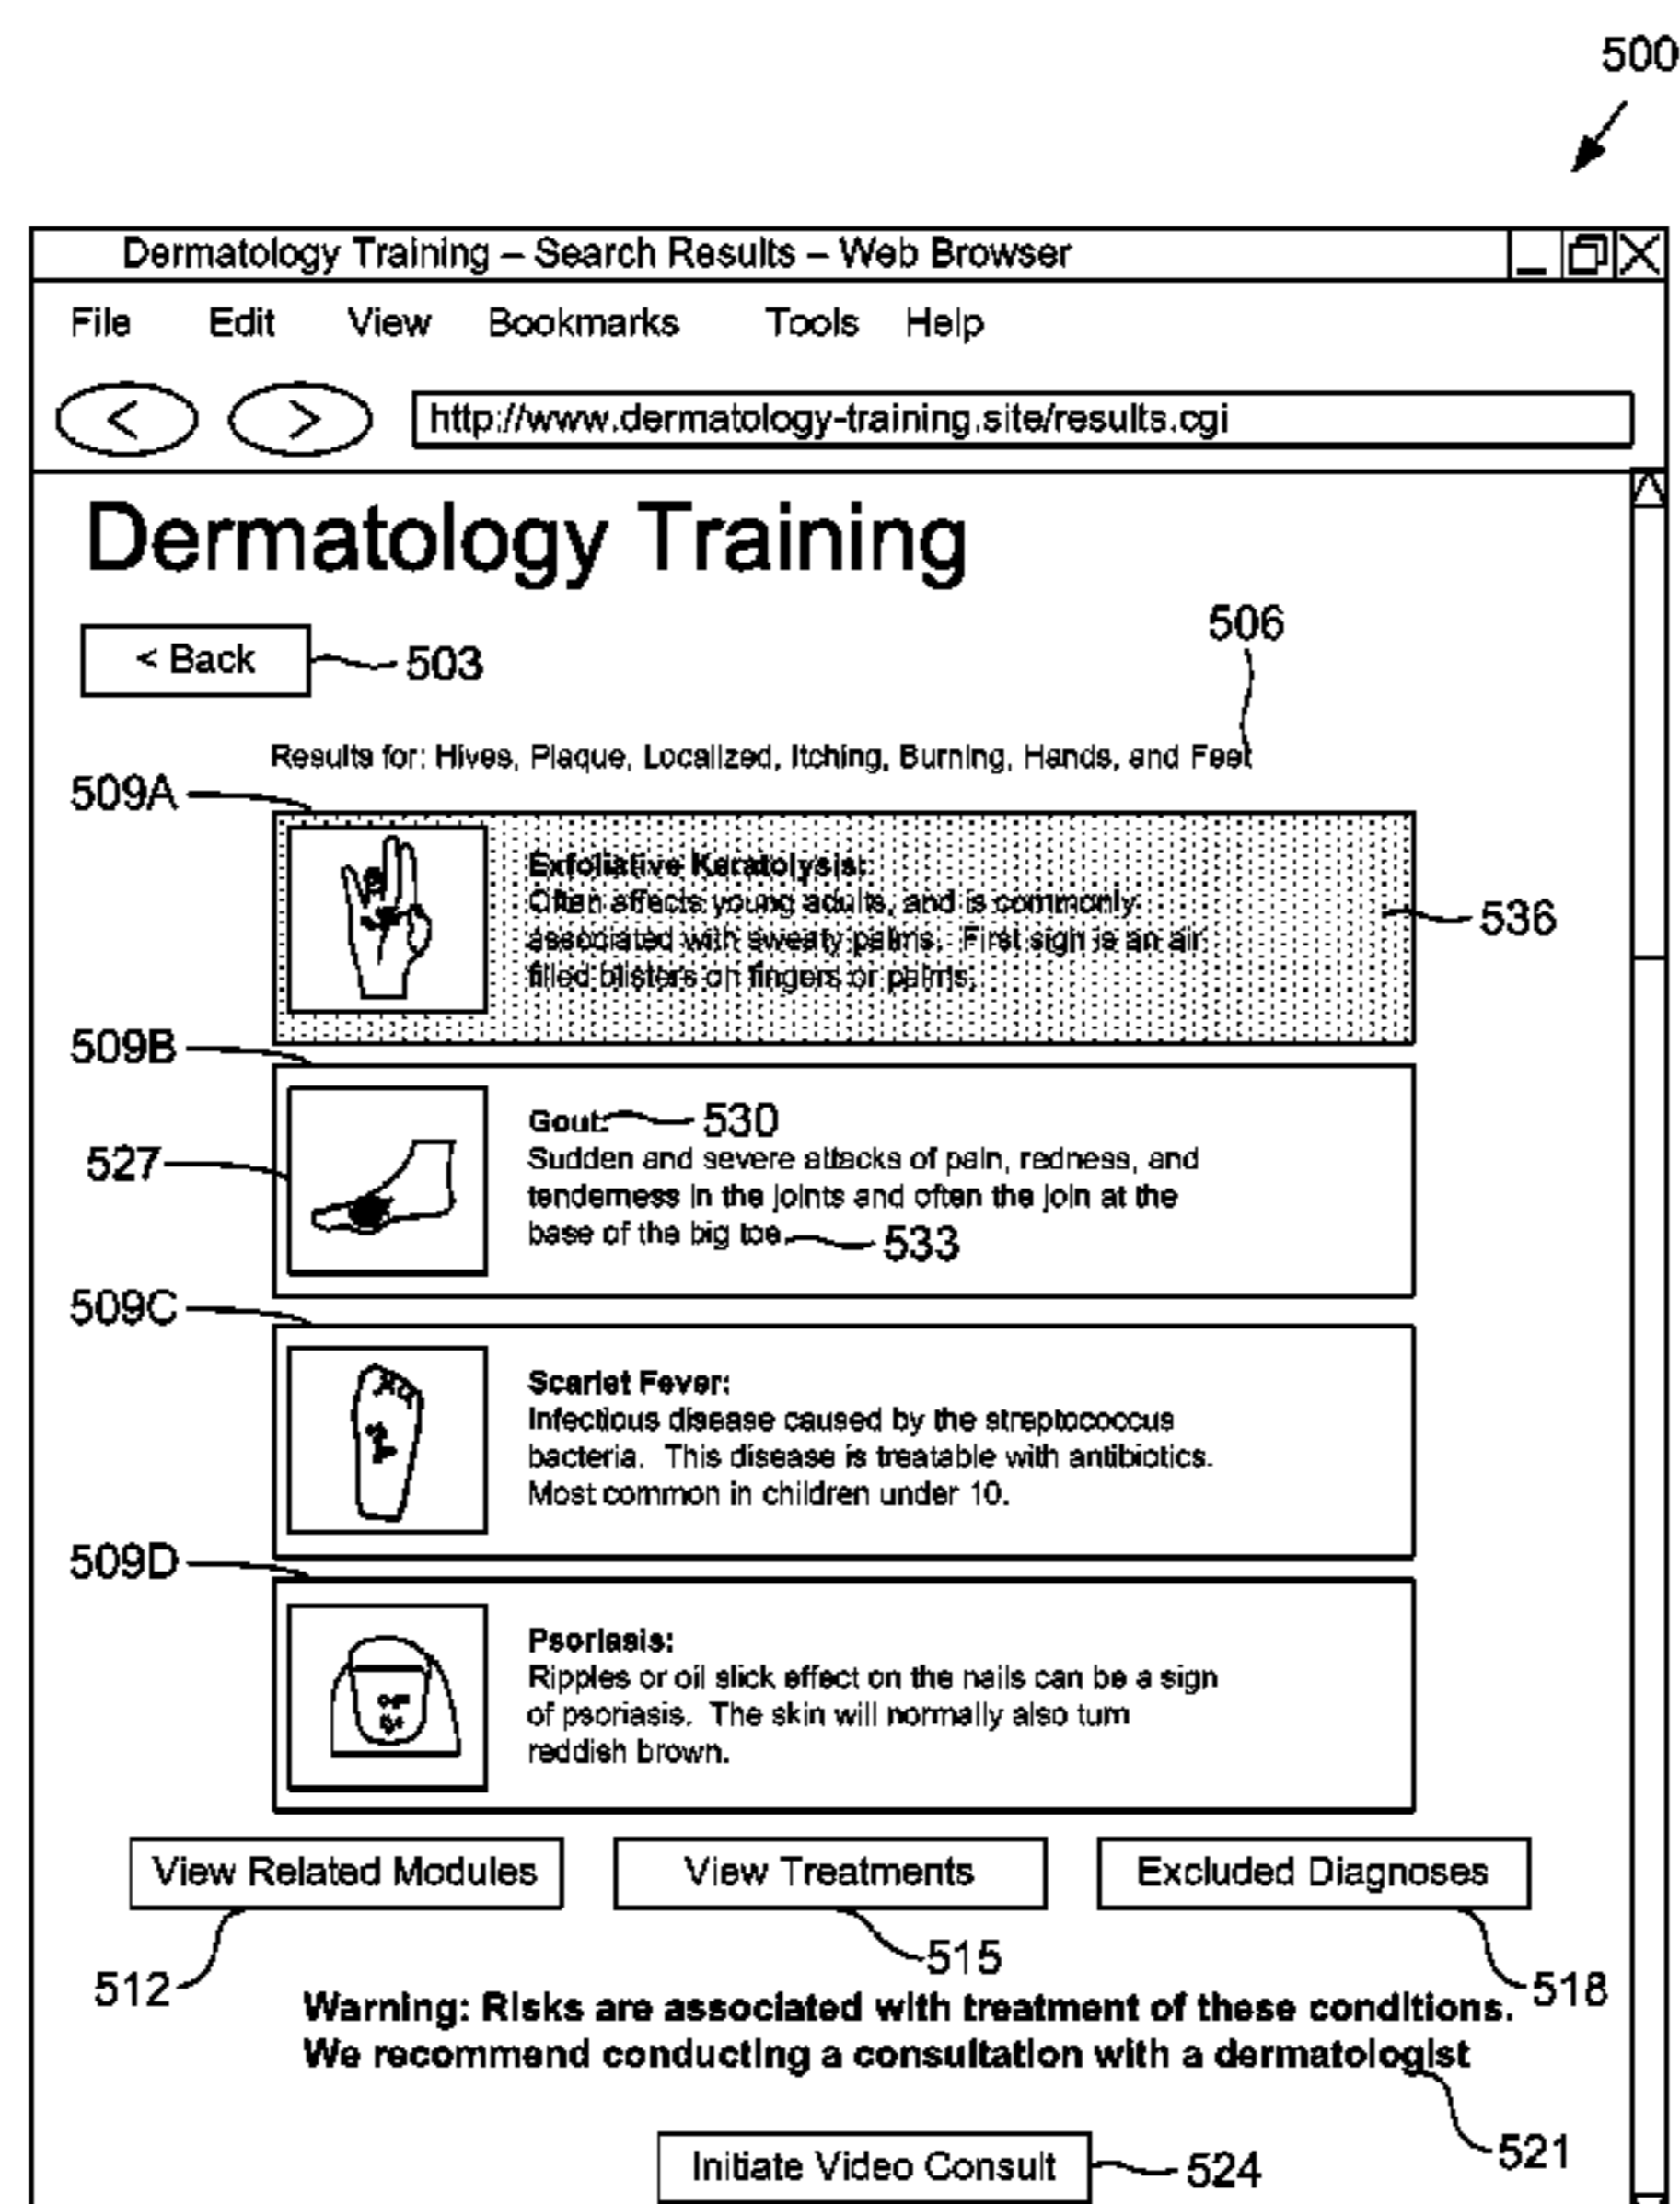 500
Dermatology Training – Search Results – Web Browser
File Edit View Bookmarks Tools Help
< > http://www.dermatology-training.site/results.cgi
Dermatology Training
< Back 503
506
Results for: Hives, Plaque, Localized, Itching, Burning, Hands, and Feet
509A
Exfoliative Keratolysis:
Often affects young adults, and is commonly
associated with sweaty palms. First sign is an air
filled blisters on fingers or palms.
536
509B
Gout: 530
527
Sudden and severe attacks of pain, redness, and
tenderness in the joints and often the join at the
base of the big toe. 533
509C
Scarlet Fever:
Infectious disease caused by the streptococcus
bacteria. This disease is treatable with antibiotics.
Most common in children under 10.
509D
Psoriasis:
Ripples or oil slick effect on the nails can be a sign
of psoriasis. The skin will normally also turn
reddish brown.
View Related Modules View Treatments Excluded Diagnoses
512 515 518
Warning: Risks are associated with treatment of these conditions.
We recommend conducting a consultation with a dermatologist
521
Initiate Video Consult 524